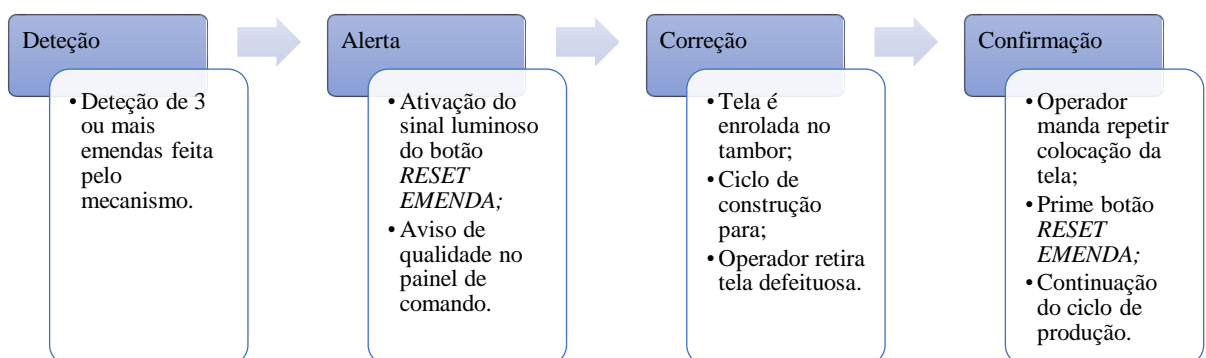 Deteção
• Deteção de 3
ou mais
emendas feita
pelo
mecanismo.
Alerta
• Ativação do
sinal luminoso
do botão
RESET
EMENDA;
• Aviso de
qualidade no
painel de
comando.
Correção
• Tela é
enrolada no
tambor;
• Ciclo de
construção
para;
• Operador retira
tela defeituosa.
Confirmação
• Operador
manda repetir
colocação da
tela;
• Prime botão
RESET
EMENDA;
• Continuação
do ciclo de
produção.